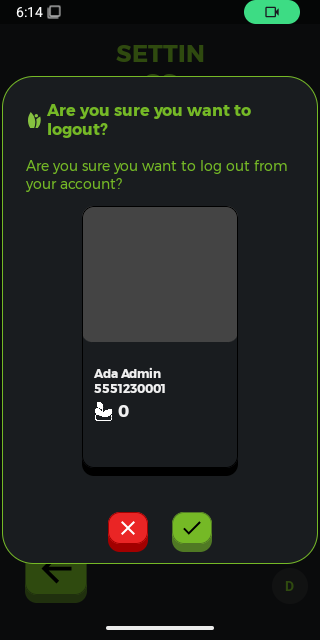 6:14
SETTIN
Are you sure you want to
logout?
Are you sure you want to log out from
your account?
Ada Admin
5551230001
0
D